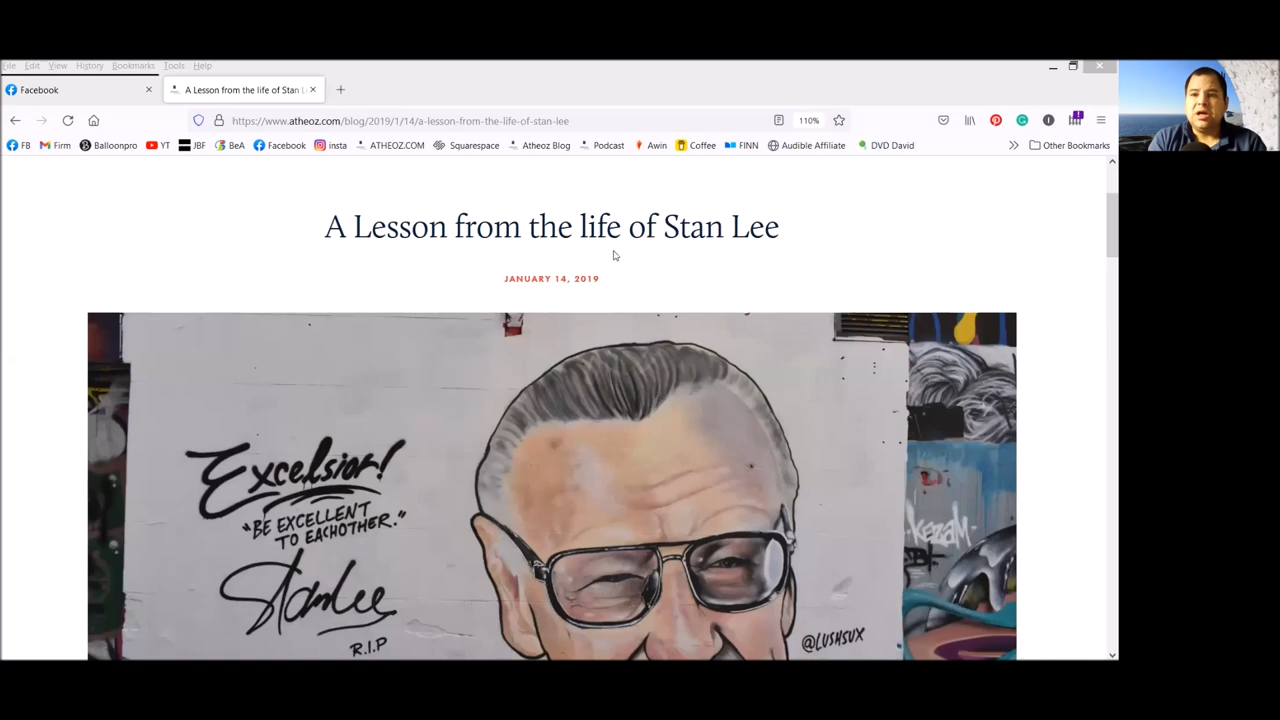 File Edit View History Bookmarks Tools Help
Facebook
A Lesson from the life of Stan L
https://www.atheoz.com/blog/2019/1/14/a-lesson-from-the-life-of-stan-lee
110%
FB Firm Balloonpro YT JBF BeA Facebook insta ATHEOZ.COM Squarespace Atheoz Blog Podcast Awin Coffee FINN Audible Affiliate DVD David Other Bookmarks
A Lesson from the life of Stan Lee
JANUARY 14, 2019
Excelsior!
"BE EXCELLENT
TO EACHOTHER."
Stan Lee
R.I.P
@LUSHSUX
KEZAM